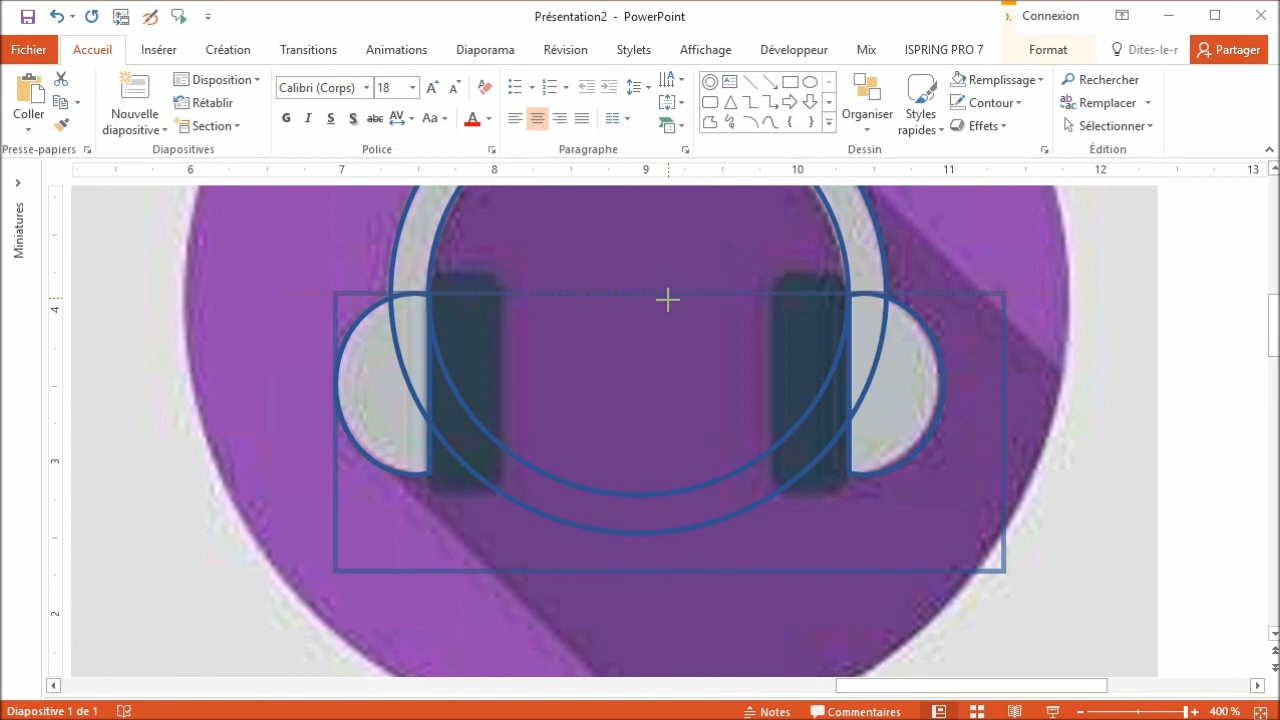 Présentation2 - PowerPoint
Connexion
Fichier Accueil Insérer Création Transitions Animations Diaporama Révision Stylets Affichage Développeur Mix ISPRING PRO 7 Format Dites-le-r Partager
Coller
Nouvelle
diapositive
Disposition
Rétablir
Section
Calibri (Corps) 18
G I S S abc AV Aa A
Organiser
Styles
rapides
Remplissage
Contour
Effets
Rechercher
Remplacer
Sélectionner
Presse-papiers Diapositives Police Paragraphe Dessin Édition
6 7 8 9 10 11 12 13
Miniatures
4
3
2
Diapositive 1 de 1 Notes Commentaires 400 %